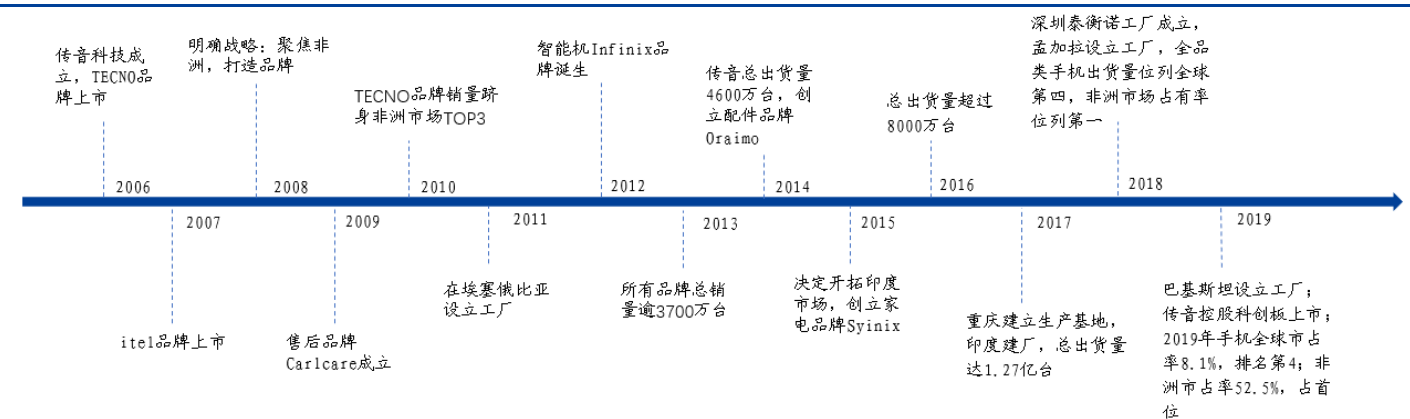 传音科技成
立，TECNO品
牌上市
2006
itel品牌上市
2007
明确战略：聚焦非
洲，打造品牌
2008
售后品牌
Carlcare成立
2009
TECNO品牌销量跻
身非洲市场TOP3
2010
在埃塞俄比亚
设立工厂
2011
智能机Infinix品
牌诞生
2012
所有品牌总销
量逾3700万台
2013
传音总出货量
4600万台，创
立配件品牌
Oraimo
2014
决定开拓印度
市场，创立家
电品牌Syinix
2015
总出货量超过
8000万台
2016
重庆建立生产基地，
印度建厂，总出货量
达1.27亿台
2017
深圳泰衡诺工厂成立，
孟加拉设立工厂，全品
类手机出货量位列全球
第四，非洲市场占有率
位列第一
2018
巴基斯坦设立工厂；
传音控股科创板上市；
2019年手机全球市占
率8.1%，排名第4；非
洲市占率52.5%，占首
位
2019